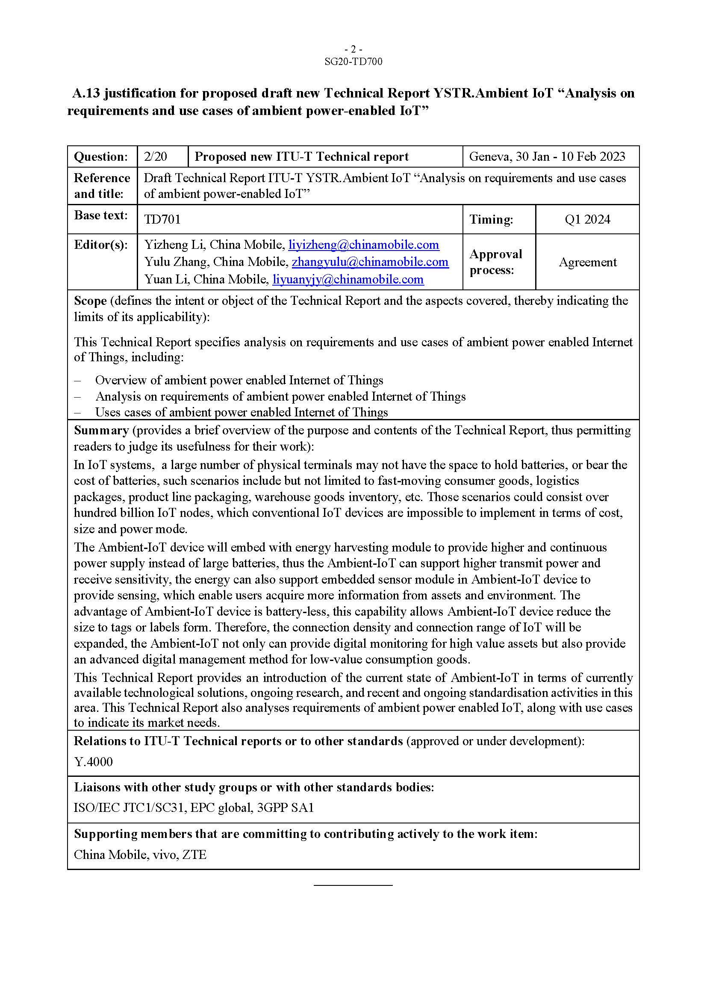 - 2 -
SG20-TD700
A.13 justification for proposed draft new Technical Report YSTR.Ambient IoT “Analysis on
requirements and use cases of ambient power-enabled IoT”
Question: 2/20 Proposed new ITU-T Technical report Geneva, 30 Jan - 10 Feb 2023
Reference and title: Draft Technical Report ITU-T YSTR.Ambient IoT “Analysis on requirements and use cases
of ambient power-enabled IoT”
Base text: TD701 Timing: Q1 2024
Editor(s): Yizheng Li, China Mobile, liyizheng@chinamobile.com
Yulu Zhang, China Mobile, zhangyulu@chinamobile.com
Yuan Li, China Mobile, liyuanyjy@chinamobile.com
Approval
process:
Agreement
Scope (defines the intent or object of the Technical Report and the aspects covered, thereby indicating the
limits of its applicability):
This Technical Report specifies analysis on requirements and use cases of ambient power enabled Internet
of Things, including:
– Overview of ambient power enabled Internet of Things
– Analysis on requirements of ambient power enabled Internet of Things
– Uses cases of ambient power enabled Internet of Things
Summary (provides a brief overview of the purpose and contents of the Technical Report, thus permitting
readers to judge its usefulness for their work):
In IoT systems, a large number of physical terminals may not have the space to hold batteries, or bear the
cost of batteries, such scenarios include but not limited to fast-moving consumer goods, logistics
packages, product line packaging, warehouse goods inventory, etc. Those scenarios could consist over
hundred billion IoT nodes, which conventional IoT devices are impossible to implement in terms of cost,
size and power mode.
The Ambient-IoT device will embed with energy harvesting module to provide higher and continuous
power supply instead of large batteries, thus the Ambient-IoT can support higher transmit power and
receive sensitivity, the energy can also support embedded sensor module in Ambient-IoT device to
provide sensing, which enable users acquire more information from assets and environment. The
advantage of Ambient-IoT device is battery-less, this capability allows Ambient-IoT device reduce the
size to tags or labels form. Therefore, the connection density and connection range of IoT will be
expanded, the Ambient-IoT not only can provide digital monitoring for high value assets but also provide
an advanced digital management method for low-value consumption goods.
This Technical Report provides an introduction of the current state of Ambient-IoT in terms of currently
available technological solutions, ongoing research, and recent and ongoing standardisation activities in this
area. This Technical Report also analyses requirements of ambient power enabled IoT, along with use cases
to indicate its market needs.
Relations to ITU-T Technical reports or to other standards (approved or under development):
Y.4000
Liaisons with other study groups or with other standards bodies:
ISO/IEC JTC1/SC31, EPC global, 3GPP SA1
Supporting members that are committing to contributing actively to the work item:
China Mobile, vivo, ZTE